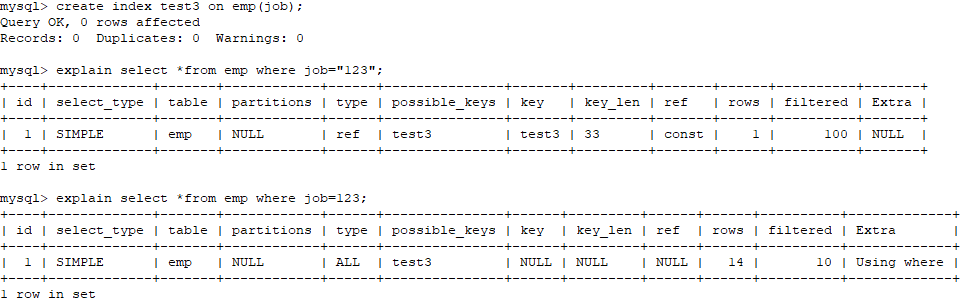 mysql> create index test3 on emp(job);
Query OK, 0 rows affected
Records: 0  Duplicates: 0  Warnings: 0

mysql> explain select *from emp where job="123";
+----+-------------+-------+------------+------+---------------+-------+---------+-------+------+----------+-------+
| id | select_type | table | partitions | type | possible_keys | key   | key_len | ref   | rows | filtered | Extra |
+----+-------------+-------+------------+------+---------------+-------+---------+-------+------+----------+-------+
|  1 | SIMPLE      | emp   | NULL       | ref  | test3         | test3 | 33      | const |    1 |      100 | NULL  |
+----+-------------+-------+------------+------+---------------+-------+---------+-------+------+----------+-------+
1 row in set

mysql> explain select *from emp where job=123;
+----+-------------+-------+------------+------+---------------+------+---------+------+------+----------+-------------+
| id | select_type | table | partitions | type | possible_keys | key  | key_len | ref  | rows | filtered | Extra       |
+----+-------------+-------+------------+------+---------------+------+---------+------+------+----------+-------------+
|  1 | SIMPLE      | emp   | NULL       | ALL  | test3         | NULL | NULL    | NULL |   14 |       10 | Using where |
+----+-------------+-------+------------+------+---------------+------+---------+------+------+----------+-------------+
1 row in set